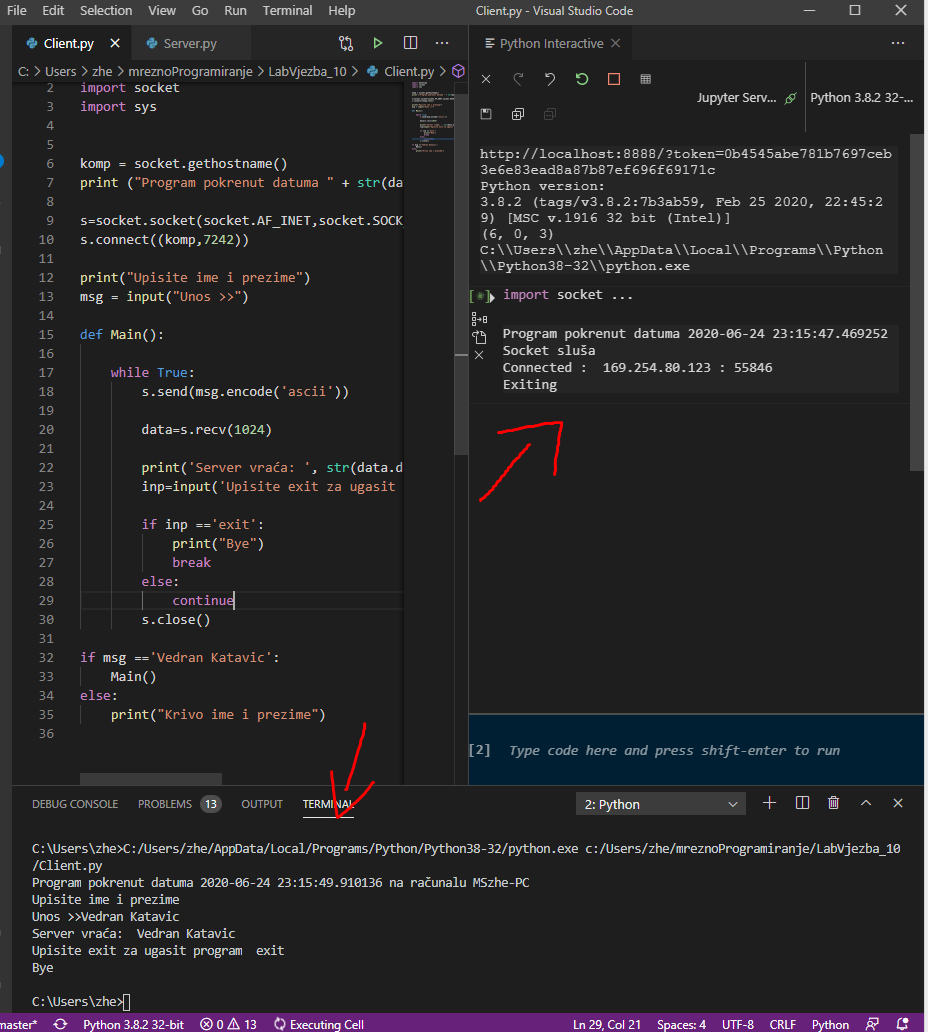 File Edit Selection View Go Run Terminal Help Client.py - Visual Studio Code
Client.py Server.py
C: > Users > zhe > mreznoProgramiranje > LabVjezba_10 > Client.py >
2 import socket
3 import sys
4
5
6 komp = socket.gethostname()
7 print ("Program pokrenut datuma " + str(da
8
9 s=socket.socket(socket.AF_INET,socket.SOCK
10 s.connect((komp,7242))
11
12 print("Upisite ime i prezime")
13 msg = input("Unos >>")
14
15 def Main():
16
17 while True:
18 s.send(msg.encode('ascii'))
19
20 data=s.recv(1024)
21
22 print('Server vraća: ', str(data.d
23 inp=input('Upisite exit za ugasit
24
25 if inp =='exit':
26 print("Bye")
27 break
28 else:
29 continue
30 s.close()
31
32 if msg =='Vedran Katavic':
33 Main()
34 else:
35 print("Krivo ime i prezime")
36
Python Interactive
Jupyter Serv... Python 3.8.2 32-...
http://localhost:8888/?token=0b4545abe781b7697ceb
3e6e83ead8a87b87ef696f69171c
Python version:
3.8.2 (tags/v3.8.2:7b3ab59, Feb 25 2020, 22:45:2
9) [MSC v.1916 32 bit (Intel)]
(6, 0, 3)
C:\\Users\\zhe\\AppData\\Local\\Programs\\Python
\\Python38-32\\python.exe
[*] import socket ...
Program pokrenut datuma 2020-06-24 23:15:47.469252
Socket sluša
Connected :  169.254.80.123 : 55846
Exiting
[2] Type code here and press shift-enter to run
DEBUG CONSOLE PROBLEMS 13 OUTPUT TERMINAL 2: Python
C:\Users\zhe>C:/Users/zhe/AppData/Local/Programs/Python/Python38-32/python.exe c:/Users/zhe/mreznoProgramiranje/LabVjezba_10
/Client.py
Program pokrenut datuma 2020-06-24 23:15:49.910136 na računalu MSzhe-PC
Upisite ime i prezime
Unos >>Vedran Katavic
Server vraća:  Vedran Katavic
Upisite exit za ugasit program  exit
Bye
C:\Users\zhe>
master* Python 3.8.2 32-bit 0 13 Executing Cell Ln 29, Col 21 Spaces: 4 UTF-8 CRLF Python